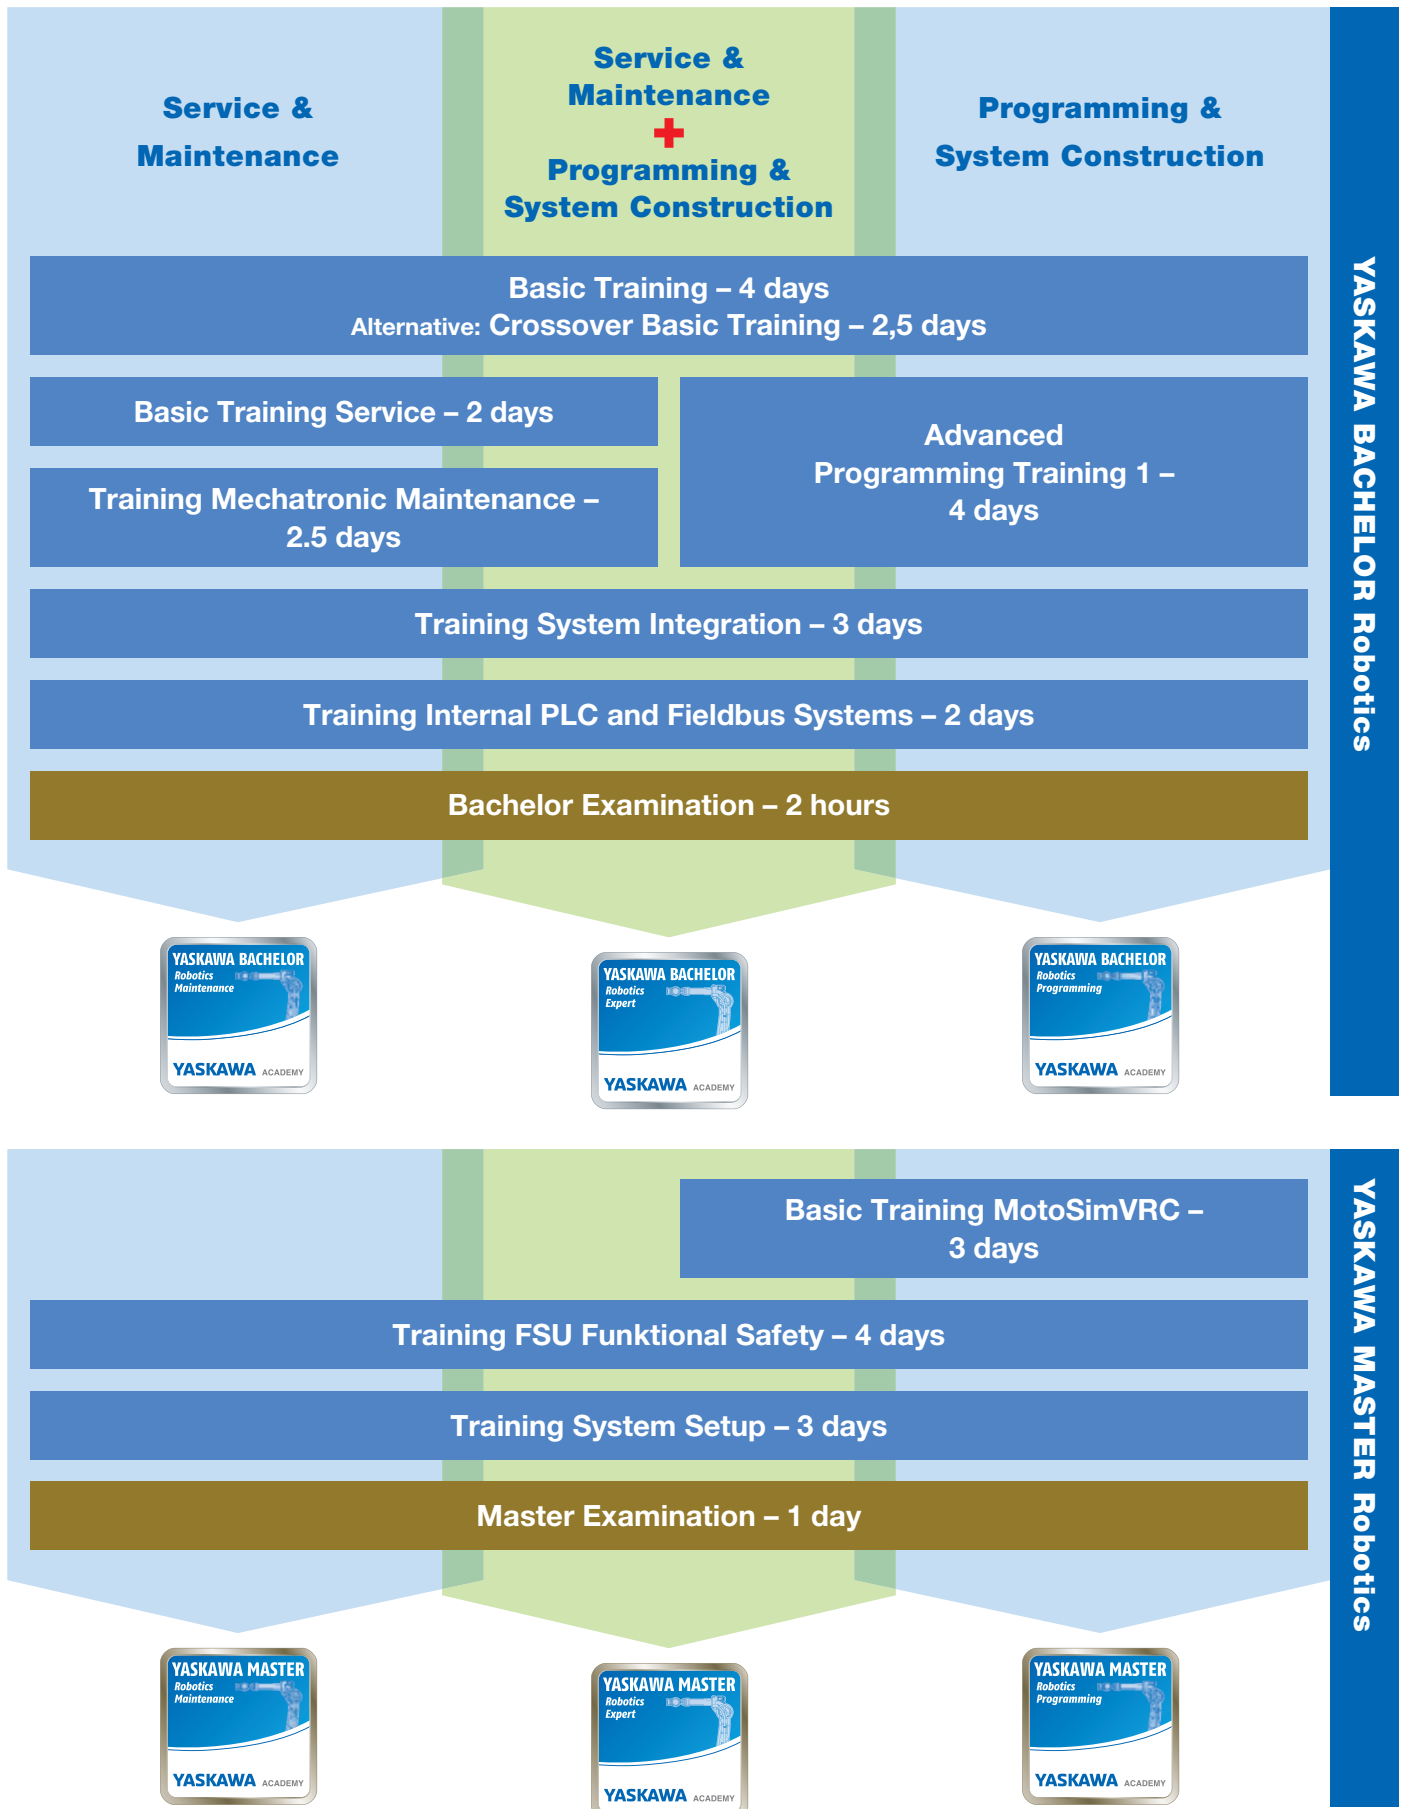 Service &
Maintenance
Service &
Maintenance
+
Programming &
System Construction
Programming &
System Construction
Basic Training – 4 days
Alternative: Crossover Basic Training – 2,5 days
Basic Training Service – 2 days
Training Mechatronic Maintenance –
2.5 days
Advanced
Programming Training 1 –
4 days
Training System Integration – 3 days
Training Internal PLC and Fieldbus Systems – 2 days
Bachelor Examination – 2 hours
YASKAWA BACHELOR Robotics
YASKAWA BACHELOR
Robotics
Maintenance
YASKAWA ACADEMY
YASKAWA BACHELOR
Robotics
Expert
YASKAWA ACADEMY
YASKAWA BACHELOR
Robotics
Programming
YASKAWA ACADEMY
Basic Training MotoSimVRC –
3 days
Training FSU Funktional Safety – 4 days
Training System Setup – 3 days
Master Examination – 1 day
YASKAWA MASTER Robotics
YASKAWA MASTER
Robotics
Maintenance
YASKAWA ACADEMY
YASKAWA MASTER
Robotics
Expert
YASKAWA ACADEMY
YASKAWA MASTER
Robotics
Programming
YASKAWA ACADEMY